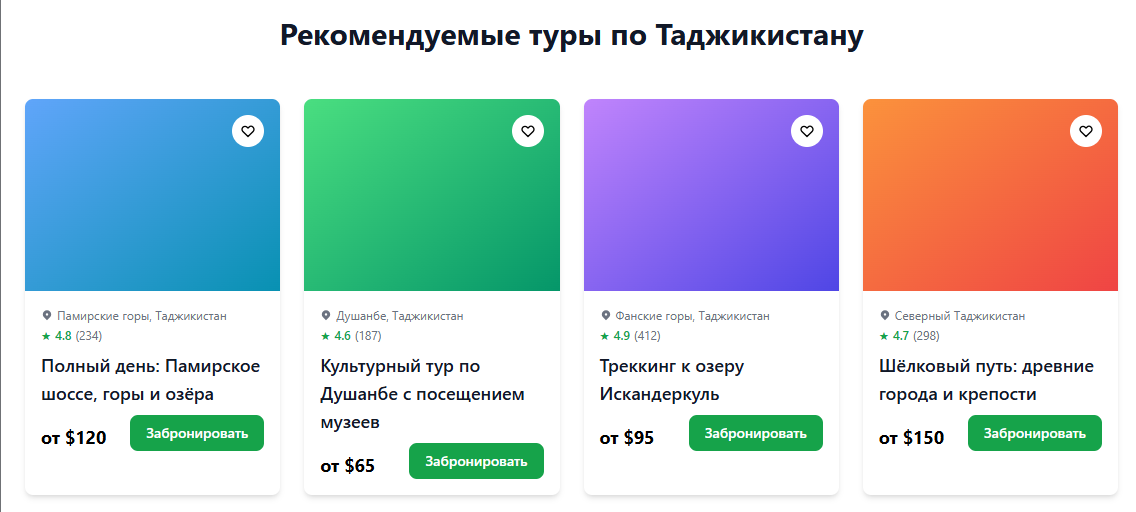 Рекомендуемые туры по Таджикистану
Памирские горы, Таджикистан
★ 4.8 (234)
Полный день: Памирское
шоссе, горы и озёра
от $120
Забронировать
Душанбе, Таджикистан
★ 4.6 (187)
Культурный тур по
Душанбе с посещением
музеев
от $65
Забронировать
Фанские горы, Таджикистан
★ 4.9 (412)
Треккинг к озеру
Искандеркуль
от $95
Забронировать
Северный Таджикистан
★ 4.7 (298)
Шёлковый путь: древние
города и крепости
от $150
Забронировать